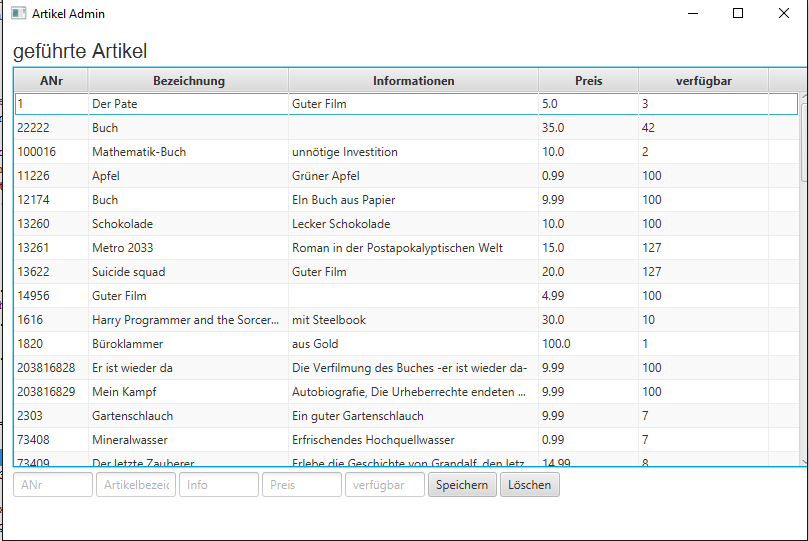 Artikel Admin
geführte Artikel
ANr Bezeichnung Informationen Preis verfügbar
1 Der Pate Guter Film 5.0 3
22222 Buch 35.0 42
100016 Mathematik-Buch unnötige Investition 10.0 2
11226 Apfel Grüner Apfel 0.99 100
12174 Buch EIn Buch aus Papier 9.99 100
13260 Schokolade Lecker Schokolade 10.0 100
13261 Metro 2033 Roman in der Postapokalyptischen Welt 15.0 127
13622 Suicide squad Guter Film 20.0 127
14956 Guter Film 4.99 100
1616 Harry Programmer and the Sorcer... mit Steelbook 30.0 10
1820 Büroklammer aus Gold 100.0 1
203816828 Er ist wieder da Die Verfilmung des Buches -er ist wieder da- 9.99 100
203816829 Mein Kampf Autobiografie, Die Urheberrechte endeten ... 9.99 100
2303 Gartenschlauch Ein guter Gartenschlauch 9.99 7
73408 Mineralwasser Erfrischendes Hochquellwasser 0.99 7
73409 Der letzte Zauberer Erlebe die Geschichte von Grandalf, den letz... 14.99 8
ANr Artikelbezeic Info Preis verfügbar Speichern Löschen